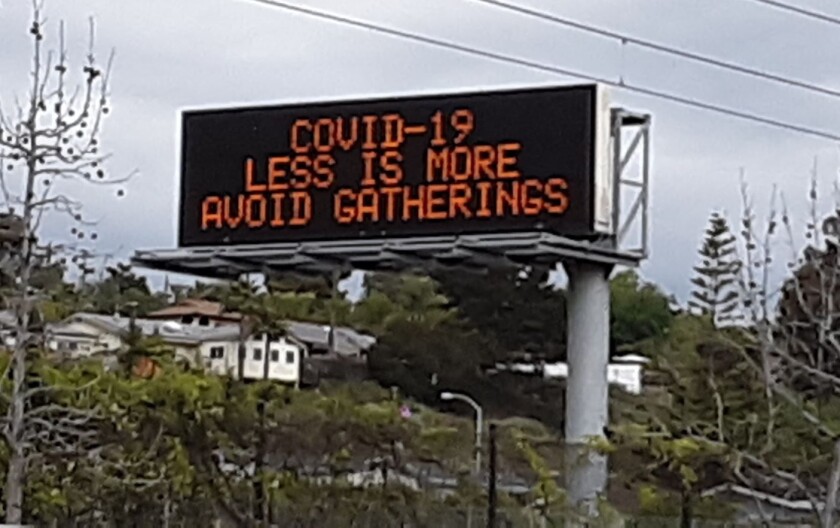 COVID-19
LESS IS MORE
AVOID GATHERINGS